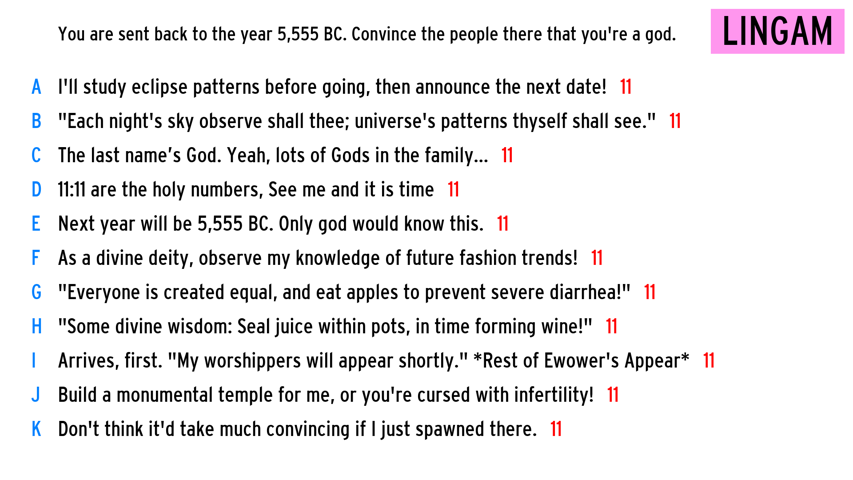 You are sent back to the year 5,555 BC. Convince the people there that you're a god.
LINGAM
A I'll study eclipse patterns before going, then announce the next date! 11
B "Each night's sky observe shall thee; universe's patterns thyself shall see." 11
C The last name’s God. Yeah, lots of Gods in the family... 11
D 11:11 are the holy numbers, See me and it is time 11
E Next year will be 5,555 BC. Only god would know this. 11
F As a divine deity, observe my knowledge of future fashion trends! 11
G "Everyone is created equal, and eat apples to prevent severe diarrhea!" 11
H "Some divine wisdom: Seal juice within pots, in time forming wine!" 11
I Arrives, first. "My worshippers will appear shortly." *Rest of Ewower's Appear* 11
J Build a monumental temple for me, or you're cursed with infertility! 11
K Don't think it'd take much convincing if I just spawned there. 11